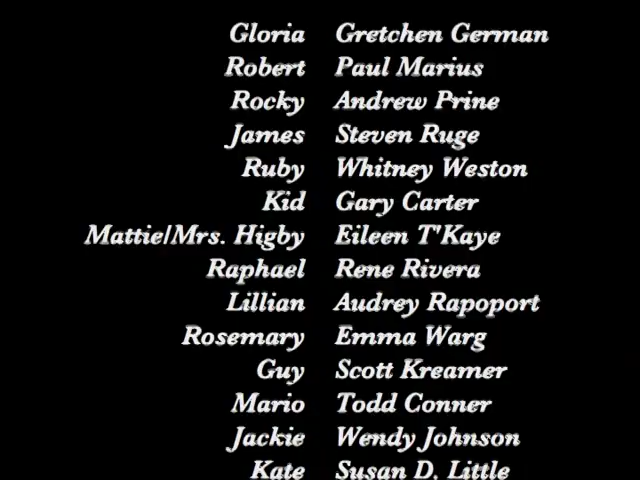 Gloria Gretchen German
Robert Paul Marius
Rocky Andrew Prine
James Steven Ruge
Ruby Whitney Weston
Kid Gary Carter
Mattie/Mrs. Higby Eileen T'Kaye
Raphael Rene Rivera
Lillian Audrey Rapoport
Rosemary Emma Warg
Guy Scott Kreamer
Mario Todd Conner
Jackie Wendy Johnson
Kate Susan D. Little